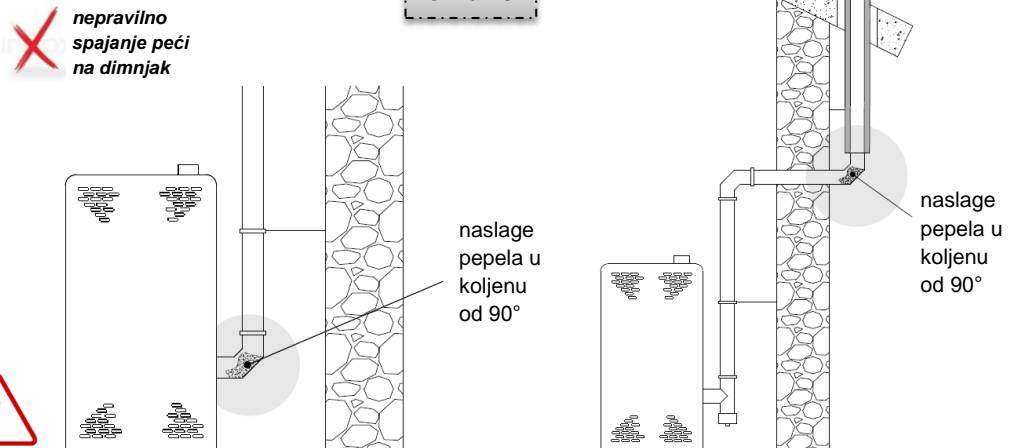 nepravilno
spajanje peći
na dimnjak
naslage
pepela u
koljenu
od 90°
naslage
pepela u
koljenu
od 90°